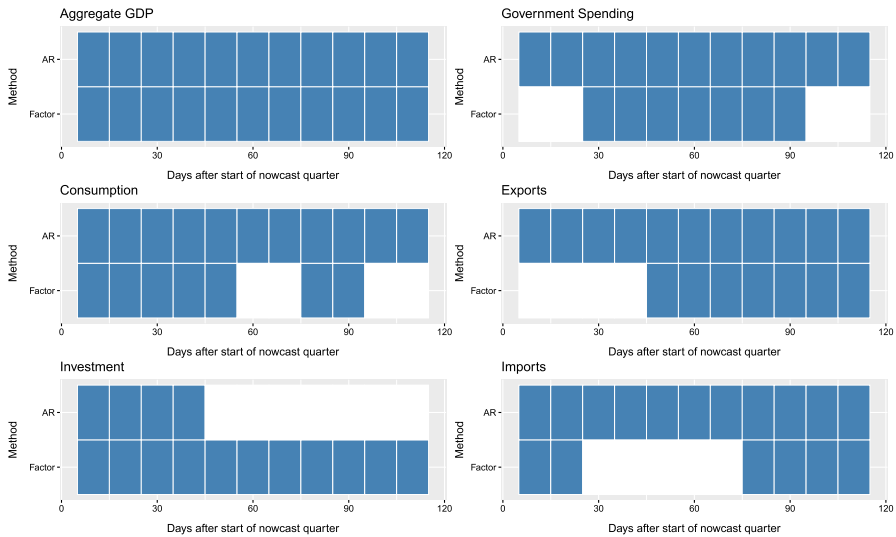 Aggregate GDP
Method
AR
Factor
0 30 60 90 120
Days after start of nowcast quarter
Government Spending
Method
AR
Factor
0 30 60 90 120
Days after start of nowcast quarter
Consumption
Method
AR
Factor
0 30 60 90 120
Days after start of nowcast quarter
Exports
Method
AR
Factor
0 30 60 90 120
Days after start of nowcast quarter
Investment
Method
AR
Factor
0 30 60 90 120
Days after start of nowcast quarter
Imports
Method
AR
Factor
0 30 60 90 120
Days after start of nowcast quarter